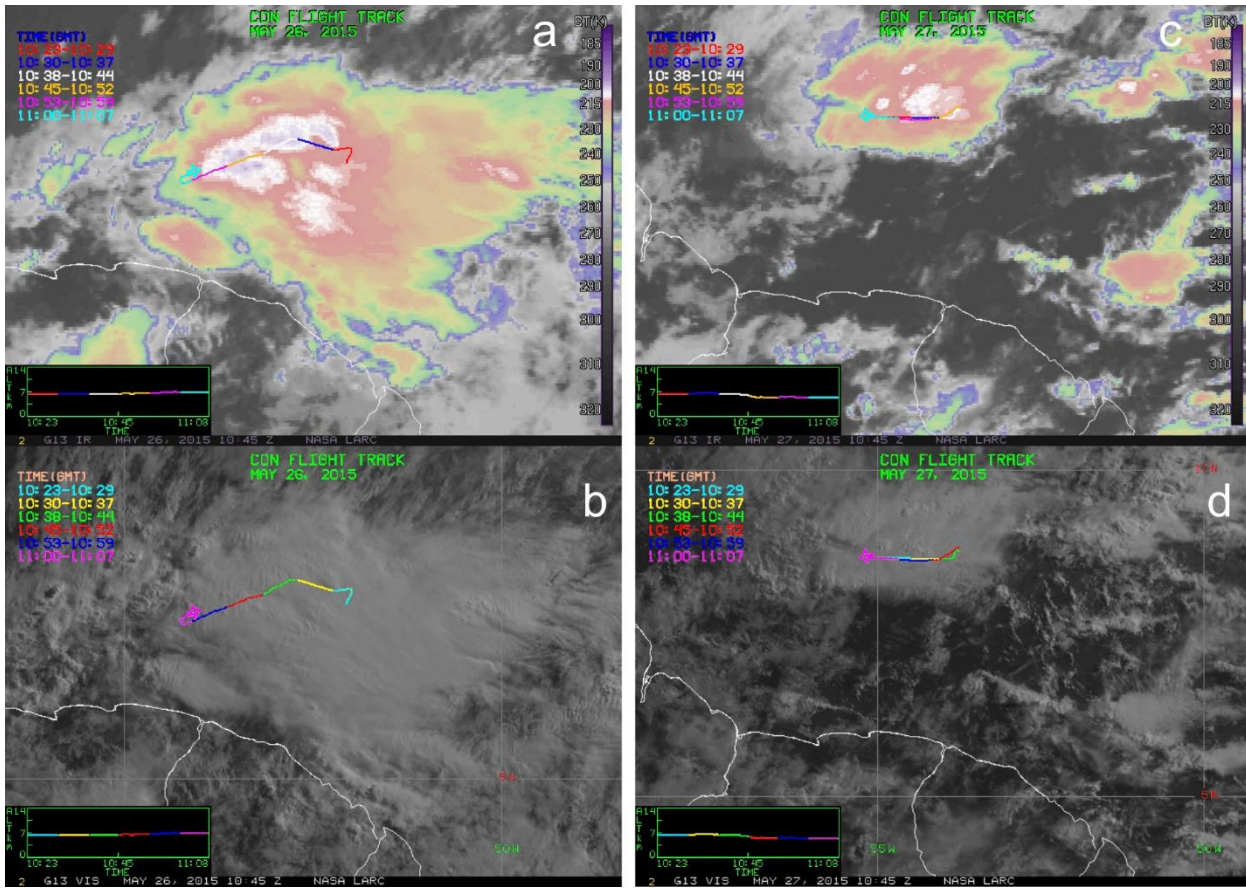 CON FLIGHT TRACK
MAY 26, 2015
a
BT(K)
TIME(GMT)
10:23-10:29
10:30-10:37
10:38-10:44
10:45-10:52
10:53-10:59
11:00-11:07
185
190
200
215
230
240
250
260
270
280
290
300
310
320
A14
L
T 7
km
0
10:23 10:45 11:08
TIME
2 G13 IR MAY 26, 2015 10:45 Z NASA LARC
CON FLIGHT TRACK
MAY 27, 2015
c
BT(K)
TIME(GMT)
10:23-10:29
10:30-10:37
10:38-10:44
10:45-10:52
10:53-10:59
11:00-11:07
185
190
200
215
230
240
250
260
270
280
290
300
310
320
A14
L
T 7
km
0
10:23 10:45 11:08
TIME
2 G13 IR MAY 27, 2015 10:45 Z NASA LARC
CON FLIGHT TRACK
MAY 26, 2015
b
TIME(GMT)
10:23-10:29
10:30-10:37
10:38-10:44
10:45-10:52
10:53-10:59
11:00-11:07
50W
A14
L
T 7
km
0
10:23 10:45 11:08
TIME
2 G13 VIS MAY 26, 2015 10:45 Z NASA LARC
CON FLIGHT TRACK
MAY 27, 2015
d
TIME(GMT)
10:23-10:29
10:30-10:37
10:38-10:44
10:45-10:52
10:53-10:59
11:00-11:07
5N
55W
50W
A14
L
T 7
km
0
10:23 10:45 11:08
TIME
2 G13 VIS MAY 27, 2015 10:45 Z NASA LARC